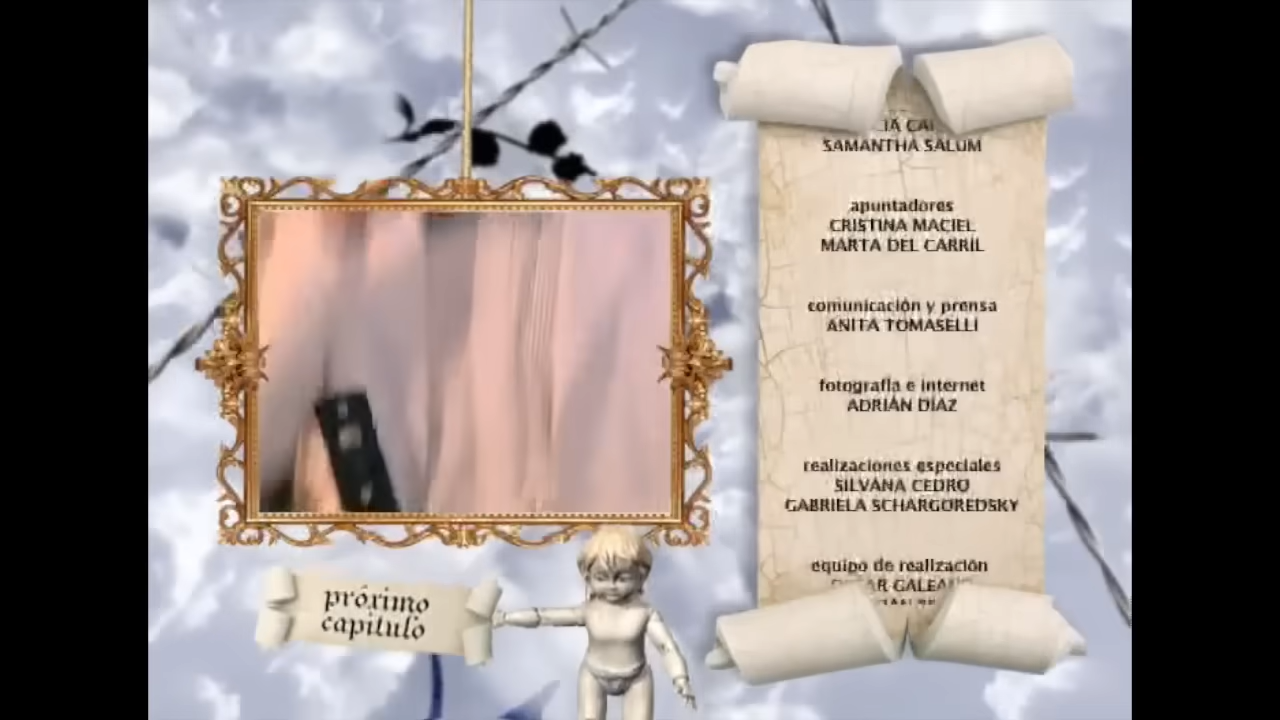 SAMANTHA SALUM
apuntadores
CRISTINA MACIEL
MARTA DEL CARRIL
comunicación y prensa
ANITA TOMASELLI
fotografía e internet
ADRIÁN DÍAZ
realizaciones especiales
SILVANA CEDRO
GABRIELA SCHARGOREDSKY
equipo de realización
próximo
capítulo